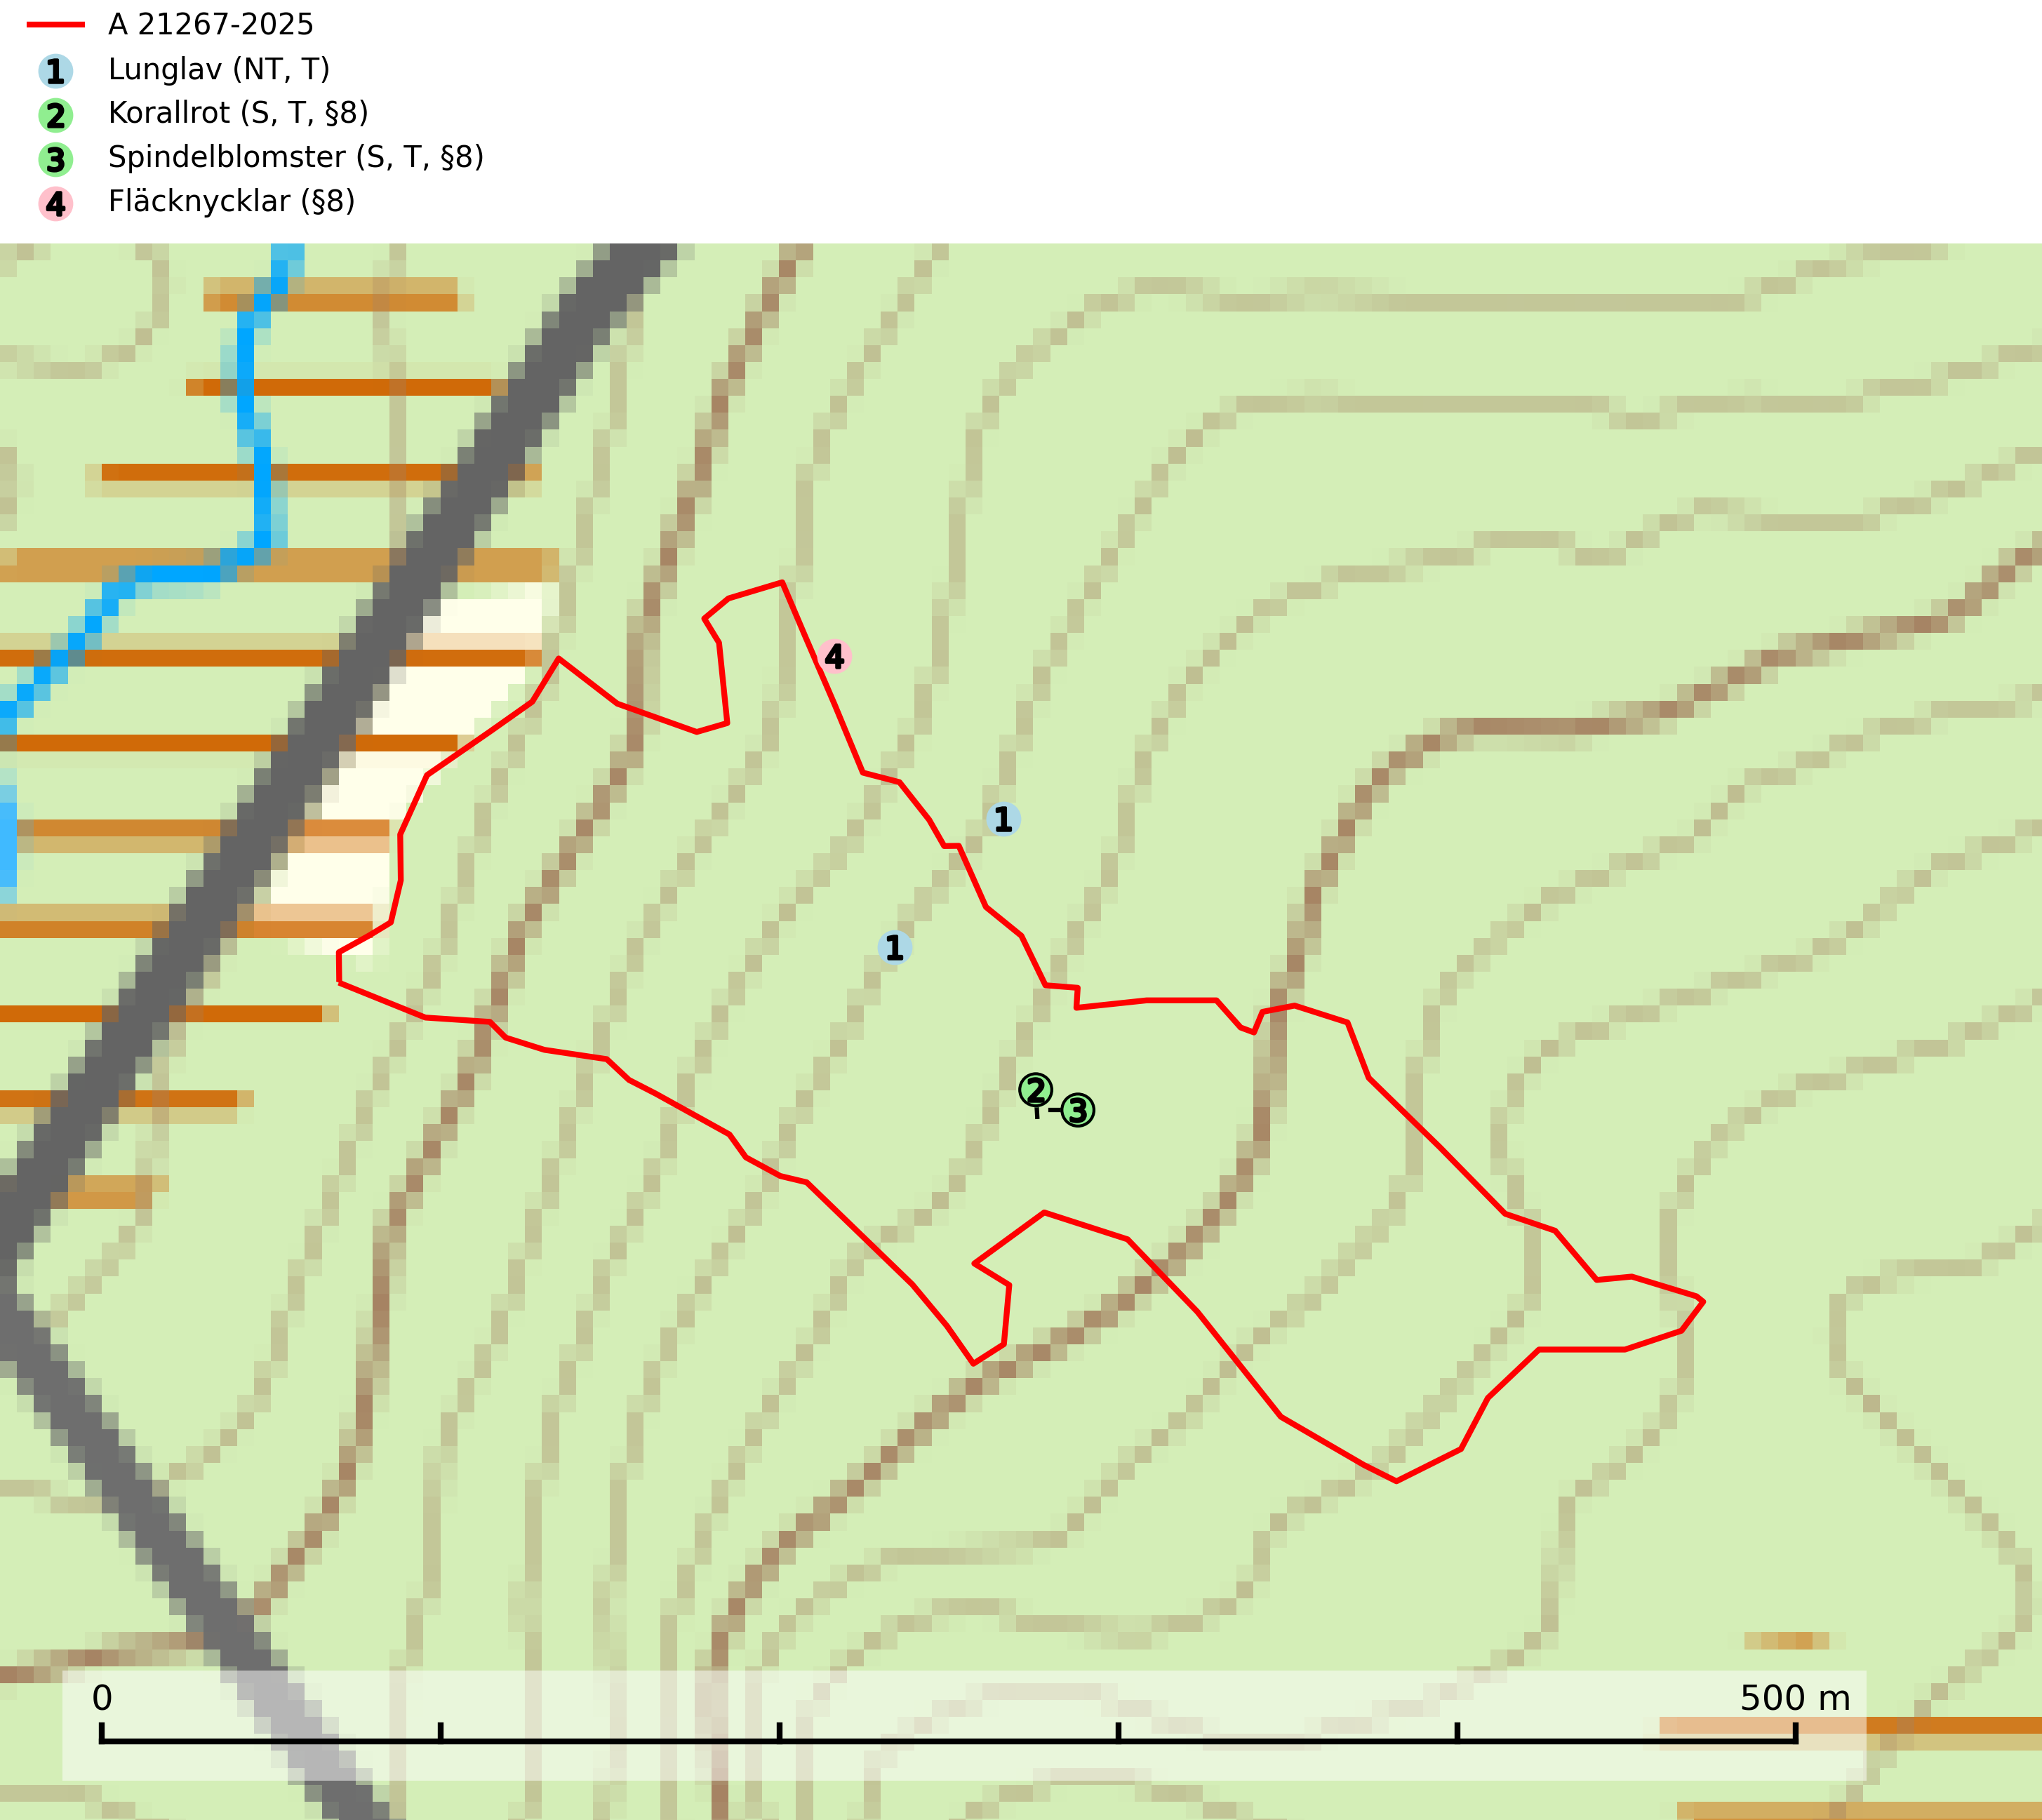 A 21267-2025
1 Lunglav (NT, T)
2 Korallrot (S, T, §8)
3 Spindelblomster (S, T, §8)
4 Fläcknycklar (§8)
4
1
1
2
3
0 500 m